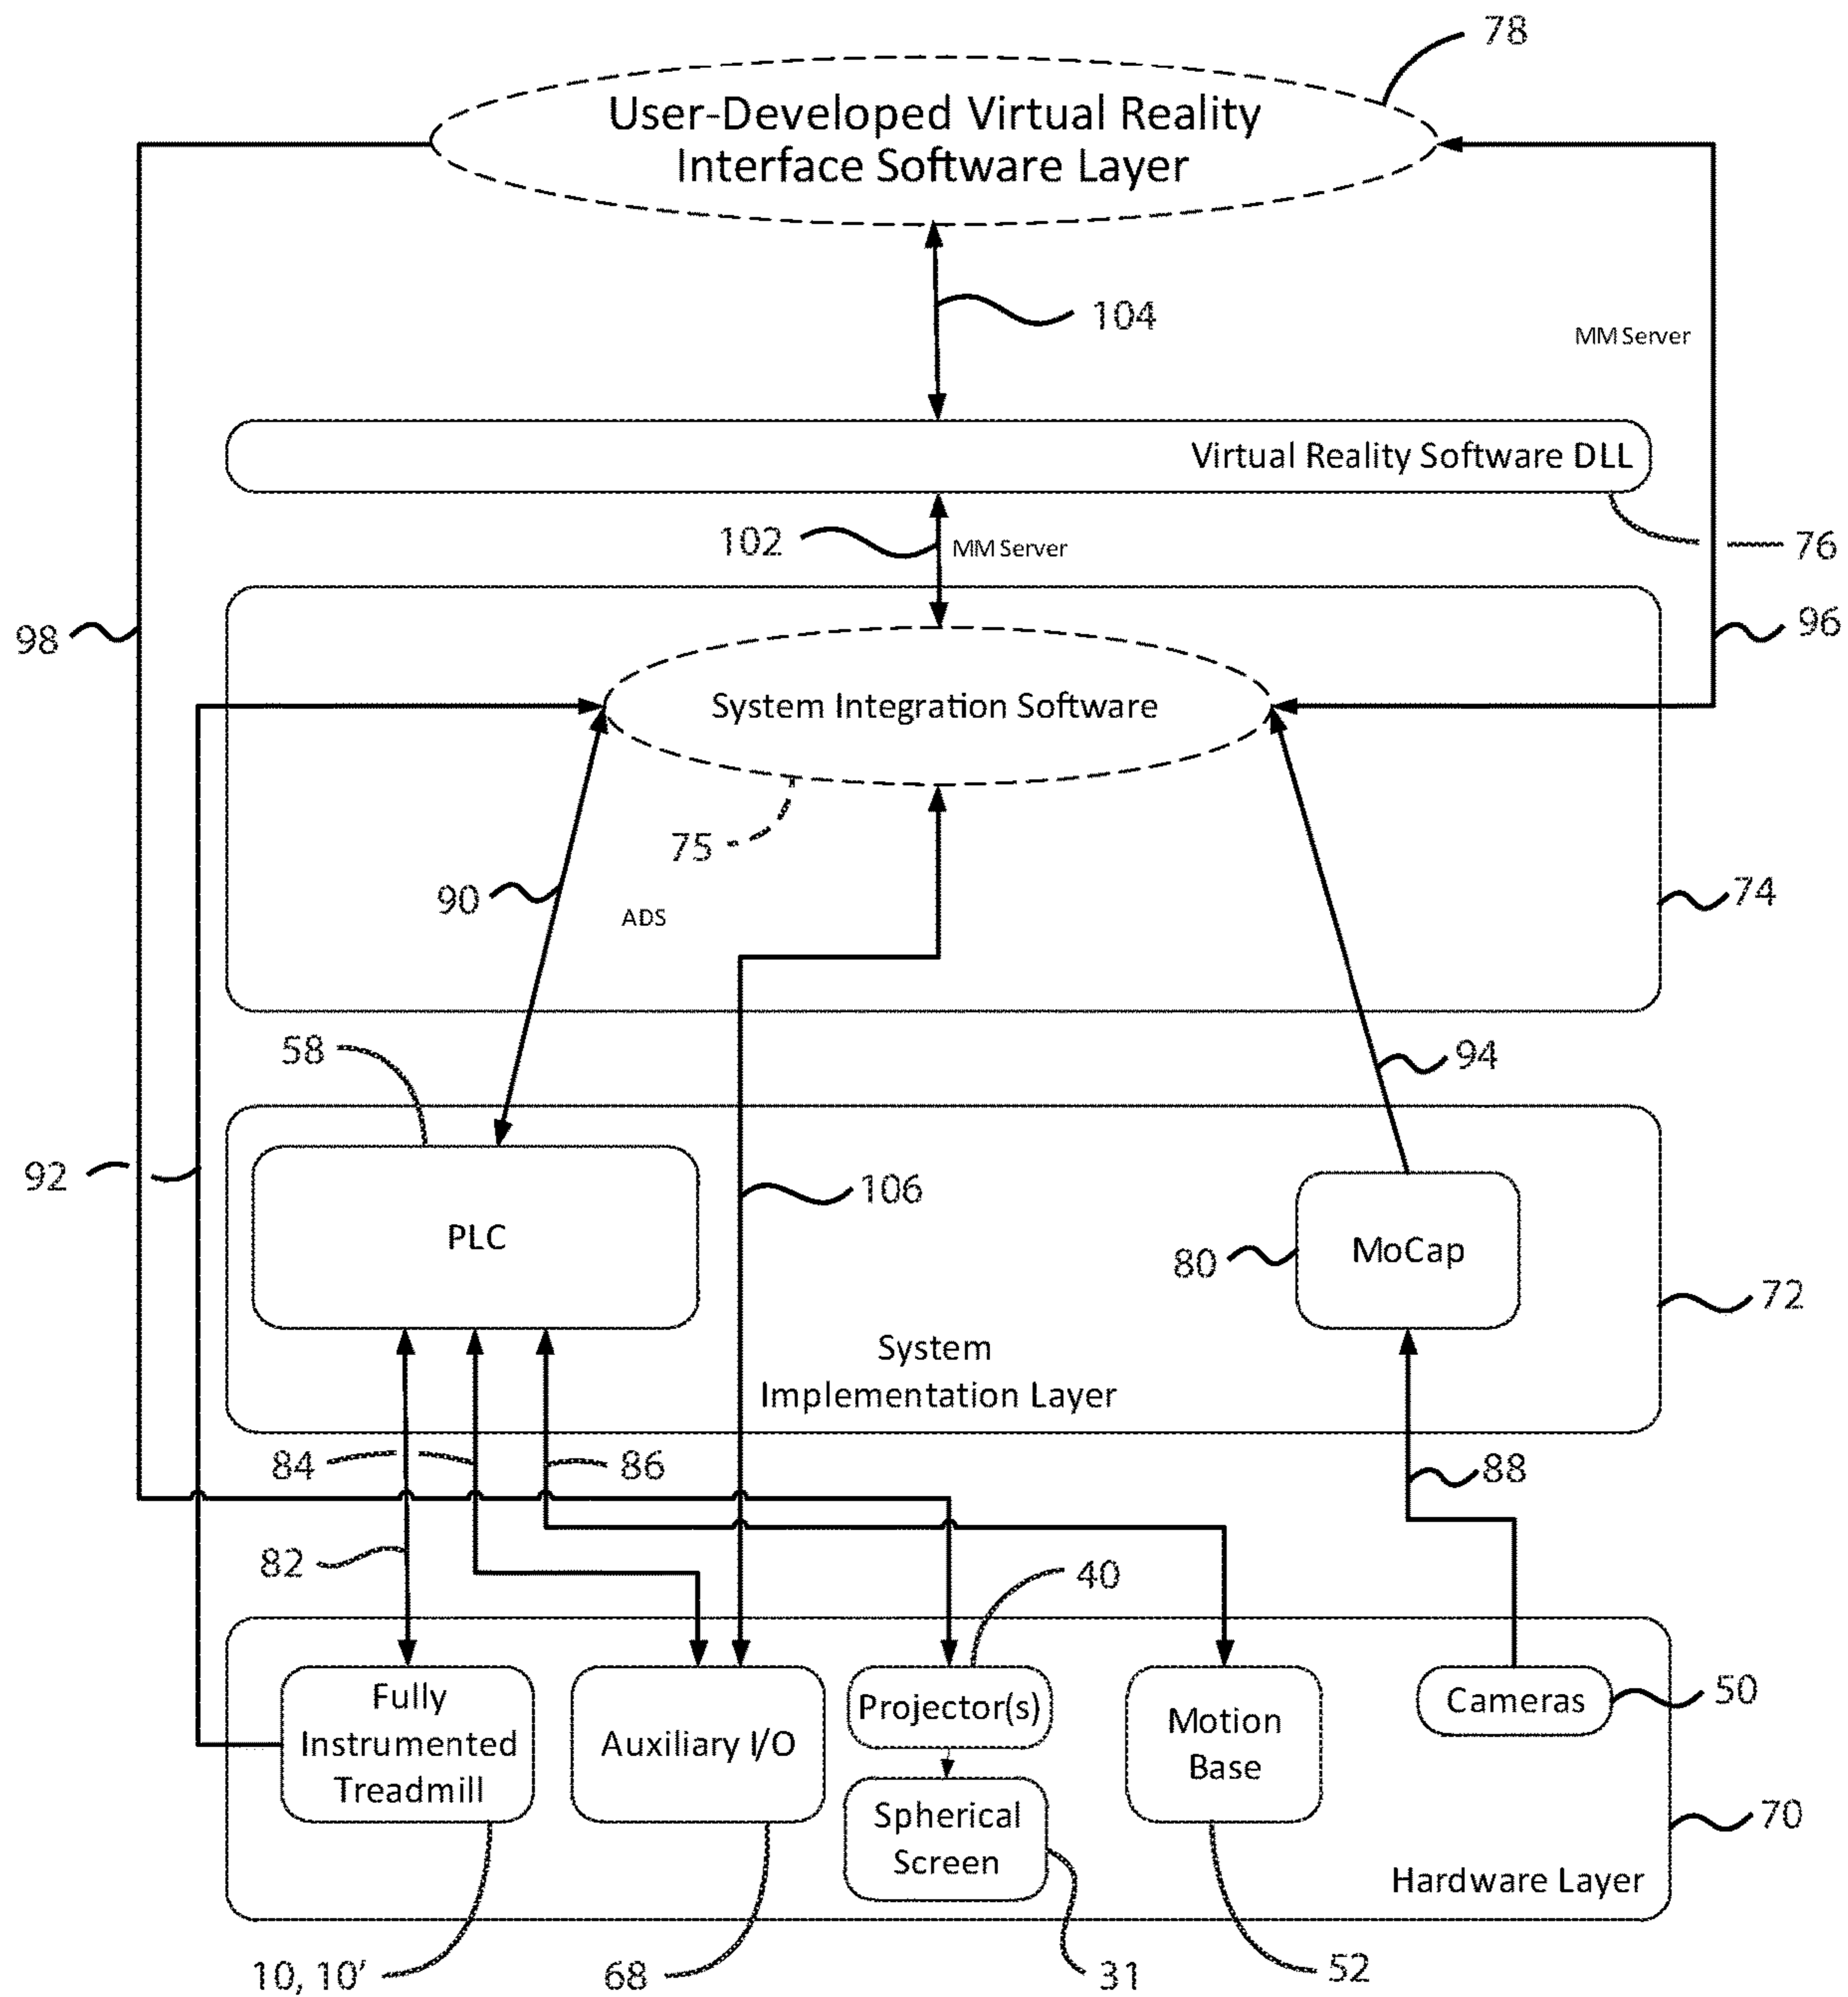 78
User-Developed Virtual Reality
Interface Software Layer
104
MM Server
Virtual Reality Software DLL
102
MM Server
76
98
96
System Integration Software
75
90
ADS
74
58
94
92
106
PLC
80
MoCap
72
System
Implementation Layer
84
86
88
82
40
Fully
Instrumented
Treadmill
Auxiliary I/O
Projector(s)
Spherical
Screen
Motion
Base
Cameras
50
70
Hardware Layer
10, 10’
68
31
52